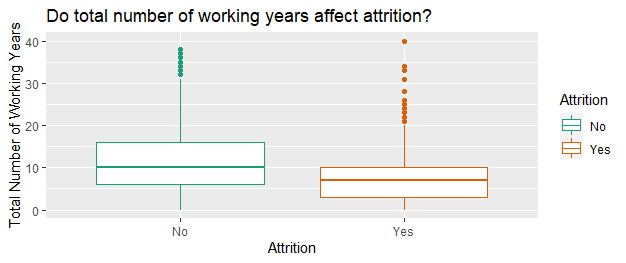 Do total number of working years affect attrition?
Total Number of Working Years
40
30
20
10
0
No
Yes
Attrition
Attrition
No
Yes